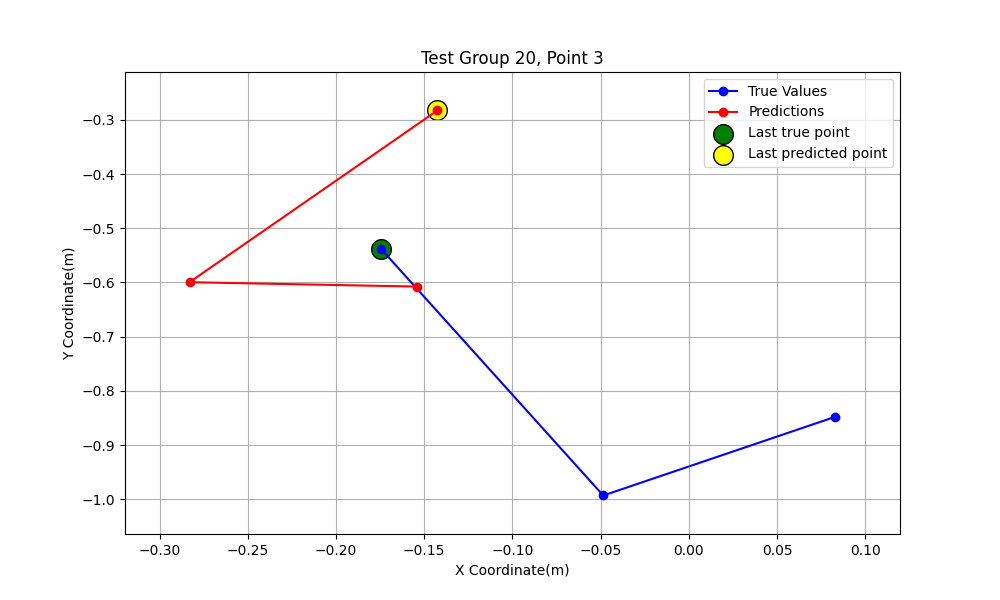 Test Group 20, Point 3
True Values
Predictions
Last true point
Last predicted point
−0.3
−0.4
−0.5
−0.6
−0.7
−0.8
−0.9
−1.0
Y Coordinate(m)
−0.30 −0.25 −0.20 −0.15 −0.10 −0.05 0.00 0.05 0.10
X Coordinate(m)